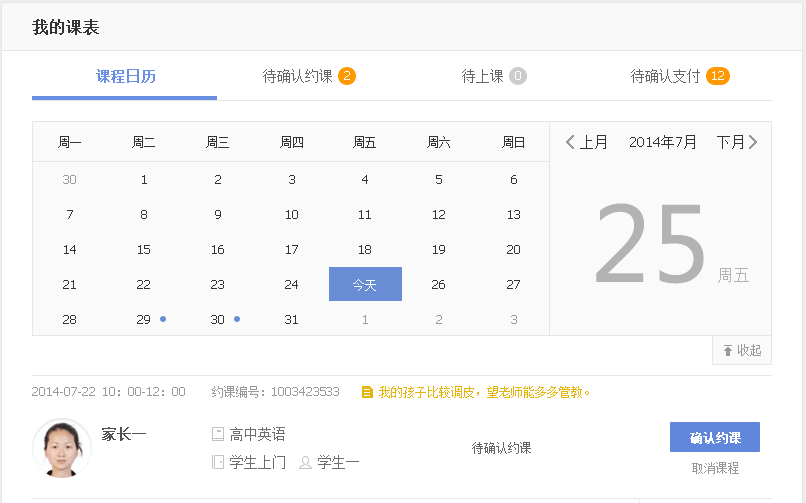 我的课表
课程日历 待确认约课 2 待上课 0 待确认支付 12
周一 周二 周三 周四 周五 周六 周日
上月 2014年7月 下月
30 1 2 3 4 5 6
7 8 9 10 11 12 13
14 15 16 17 18 19 20
21 22 23 24 今天 26 27
28 29 30 31 1 2 3
25 周五
收起
2014-07-22 10：00-12：00 约课编号：1003423533 我的孩子比较调皮，望老师能多多管教。
家长一 高中英语 待确认约课 确认约课
学生上门 学生一 取消课程